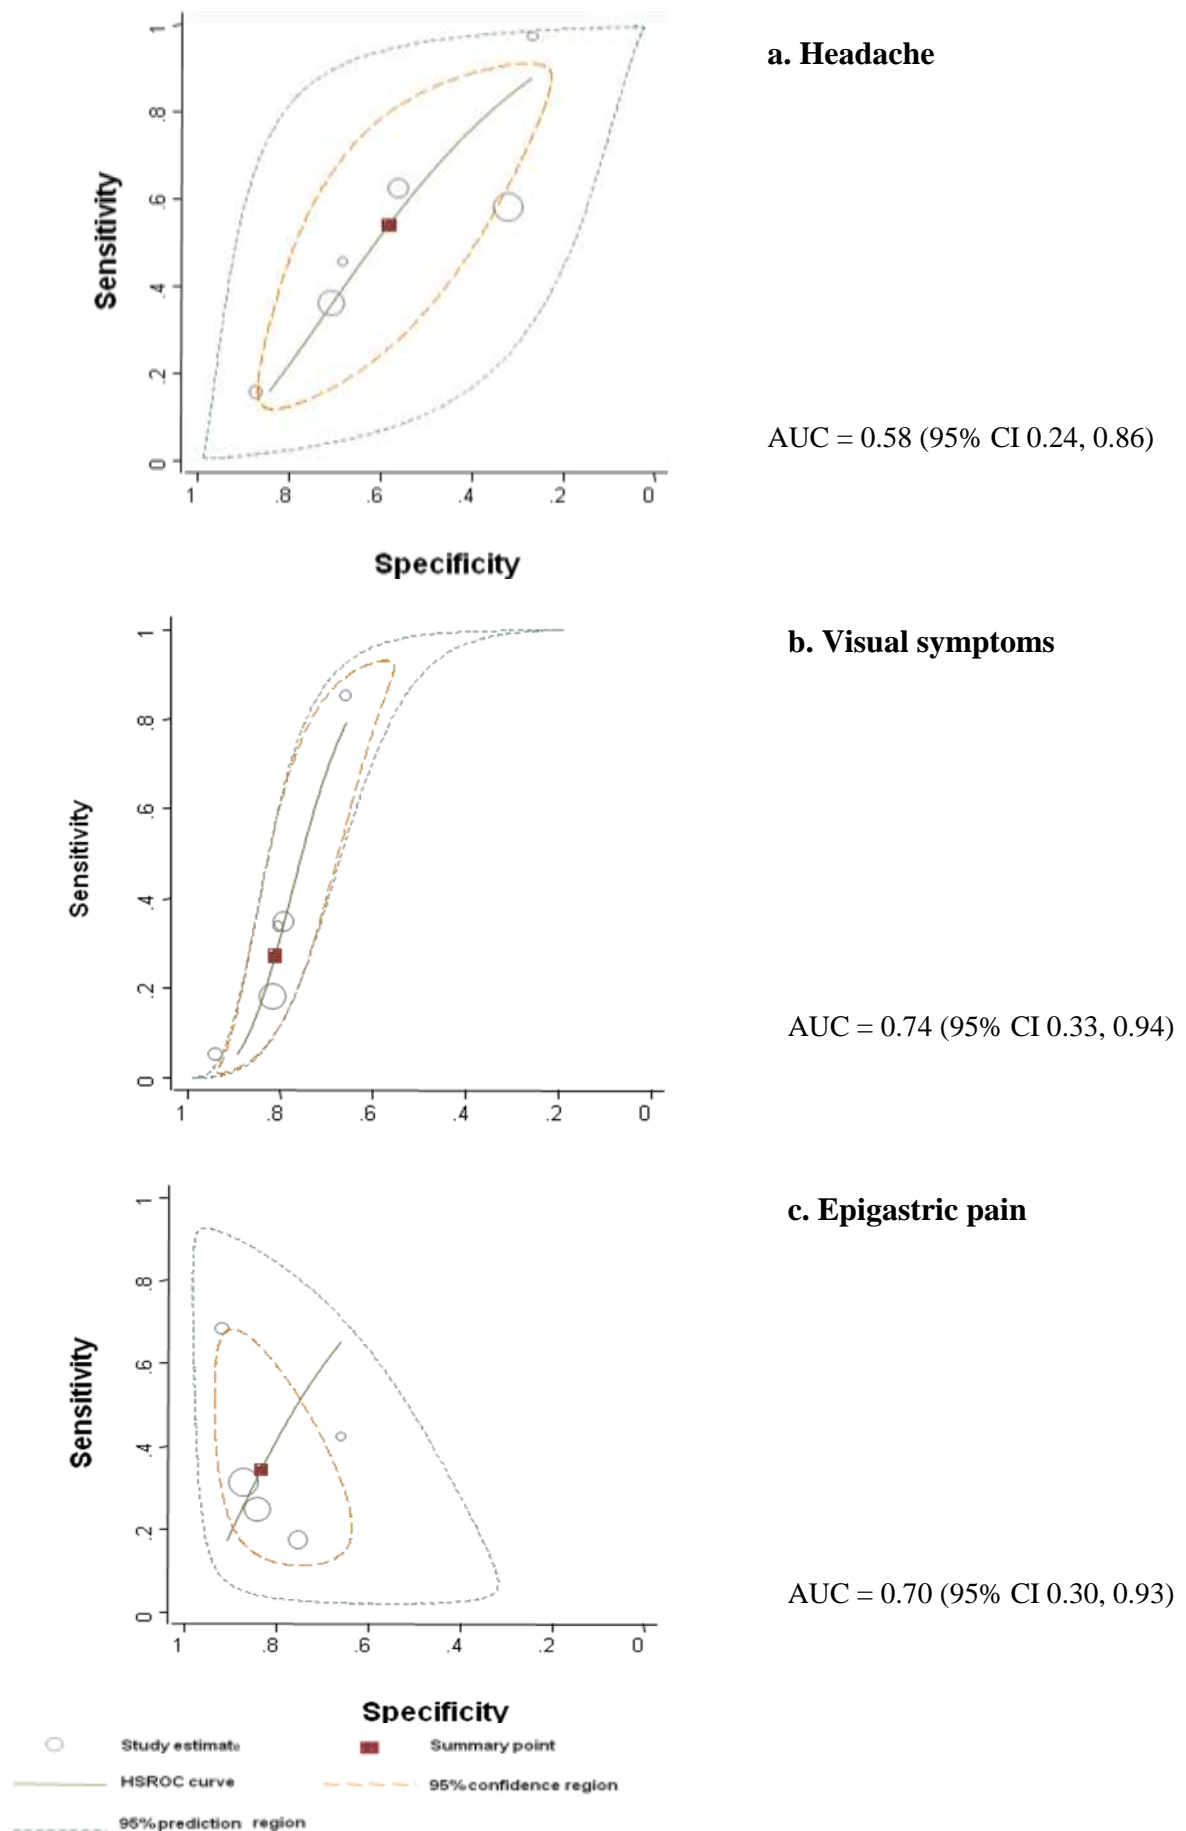 a. Headache
1
.8
.6
.4
.2
0
Sensitivity
1 .8 .6 .4 .2 0
Specificity
AUC = 0.58 (95% CI 0.24, 0.86)
b. Visual symptoms
1
.8
.6
.4
.2
0
Sensitivity
1 .8 .6 .4 .2 0
AUC = 0.74 (95% CI 0.33, 0.94)
c. Epigastric pain
1
.8
.6
.4
.2
0
Sensitivity
1 .8 .6 .4 .2 0
Specificity
AUC = 0.70 (95% CI 0.30, 0.93)
Study estimate Summary point
HSROC curve 95%confidence region
95%prediction region